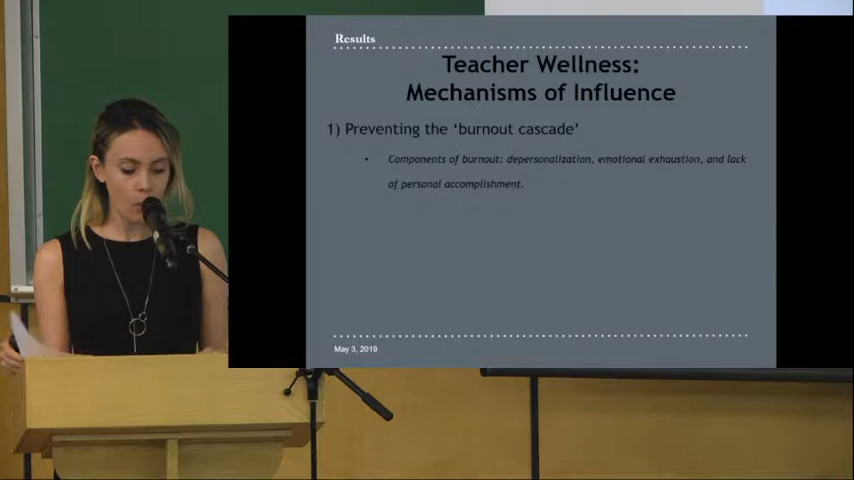 Results
Teacher Wellness:
Mechanisms of Influence
1) Preventing the ‘burnout cascade’
• Components of burnout: depersonalization, emotional exhaustion, and lack
of personal accomplishment.
May 3, 2019